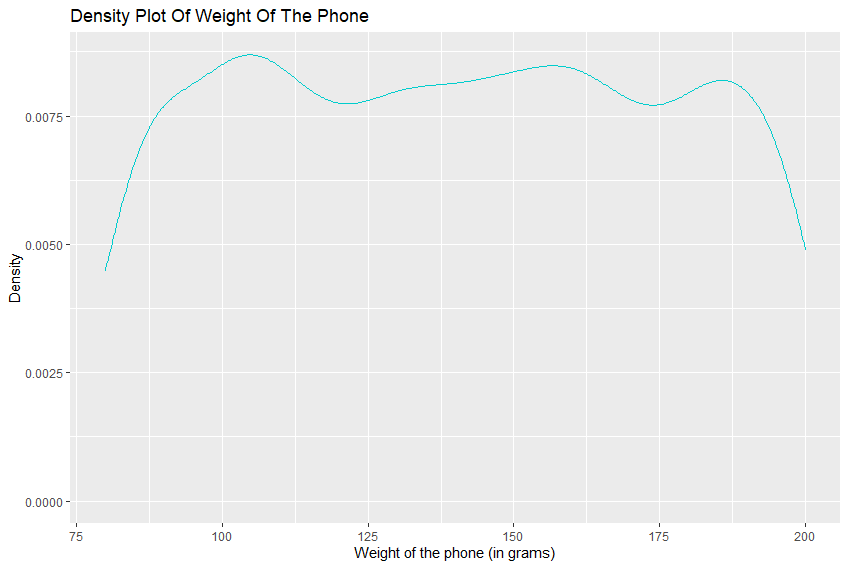 Density Plot Of Weight Of The Phone
0.0075
0.0050
0.0025
0.0000
Density
75 100 125 150 175 200
Weight of the phone (in grams)